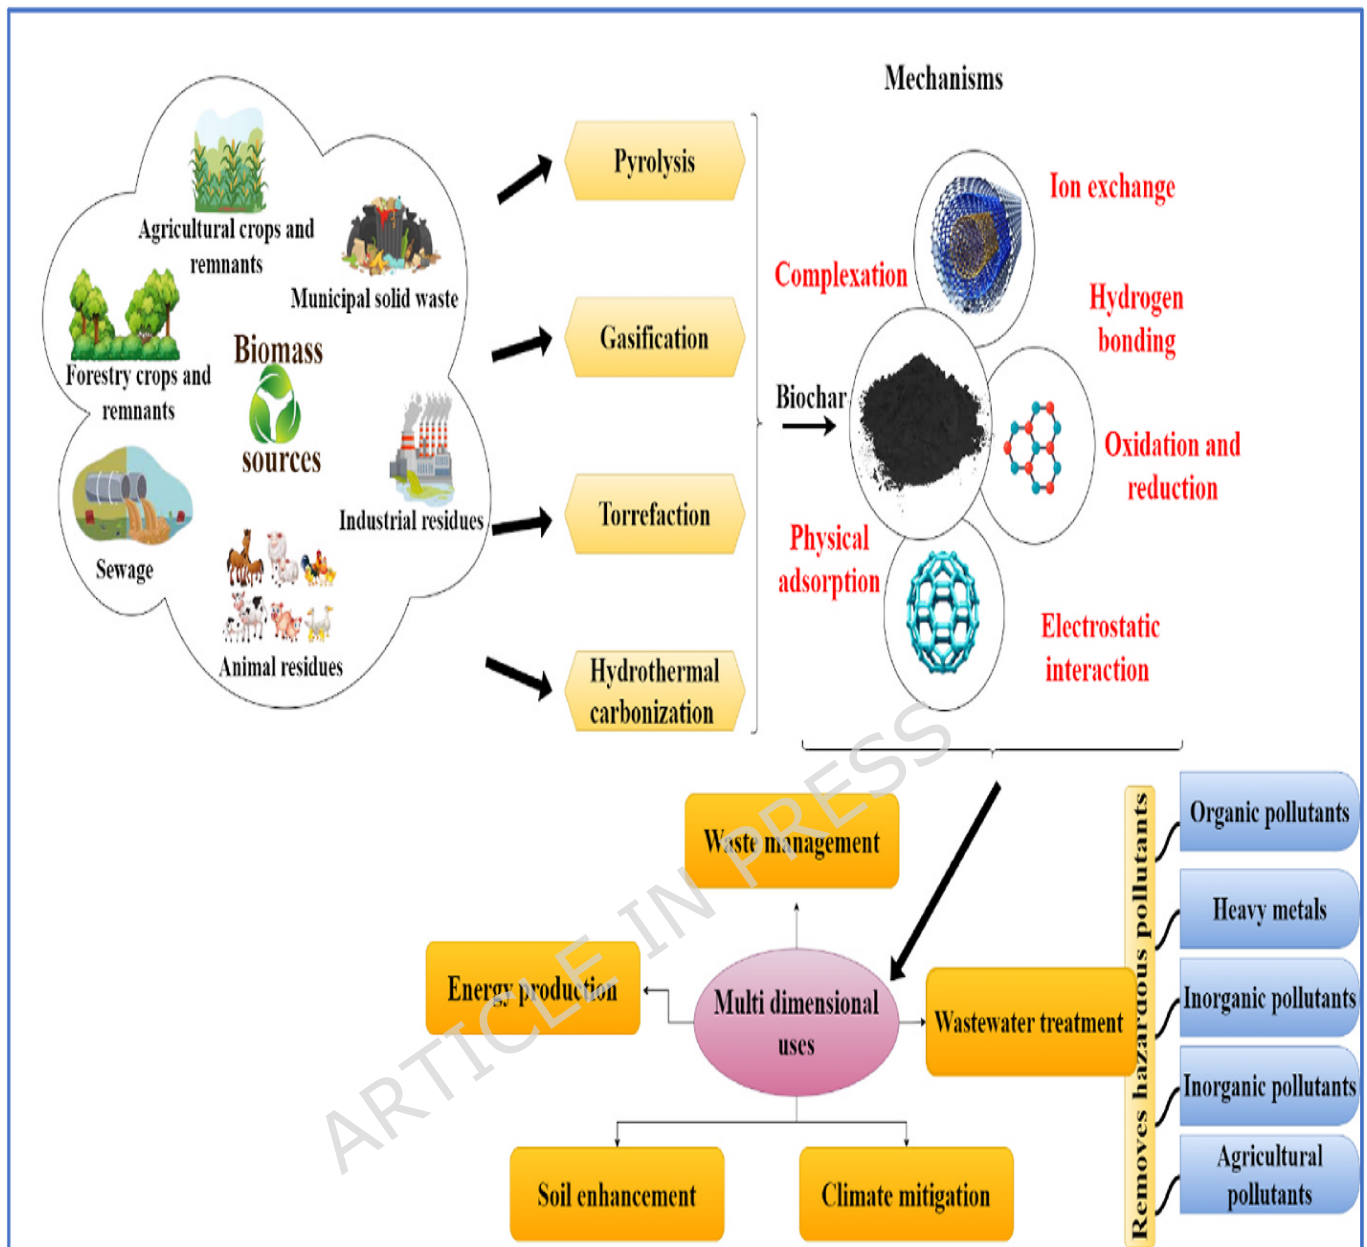 Mechanisms
Agricultural crops and
remnants
Municipal solid waste
Forestry crops and
remnants
Biomass
sources
Industrial residues
Sewage
Animal residues
Pyrolysis
Gasification
Torrefaction
Hydrothermal
carbonization
Biochar
Ion exchange
Complexation
Hydrogen
bonding
Oxidation and
reduction
Physical
adsorption
Electrostatic
interaction
Waste management
Energy production
Multi dimensional
uses
Wastewater treatment
Soil enhancement
Climate mitigation
Removes hazardous pollutants
Organic pollutants
Heavy metals
Inorganic pollutants
Inorganic pollutants
Agricultural
pollutants
ARTICLE IN PRESS